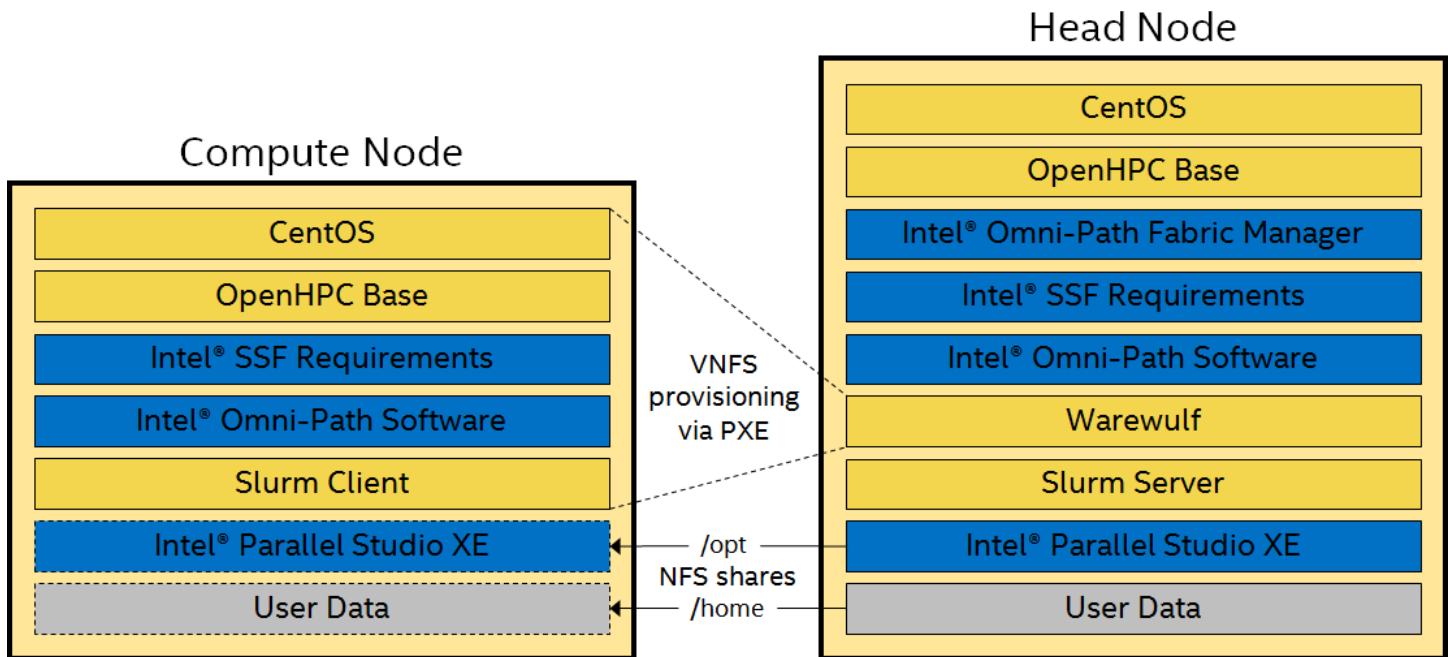 Head Node
CentOS
OpenHPC Base
Intel® Omni-Path Fabric Manager
Intel® SSF Requirements
Intel® Omni-Path Software
Warewulf
Slurm Server
Intel® Parallel Studio XE
User Data
Compute Node
CentOS
OpenHPC Base
Intel® SSF Requirements
Intel® Omni-Path Software
Slurm Client
Intel® Parallel Studio XE
User Data
VNFS
provisioning
via PXE
/opt
NFS shares
/home